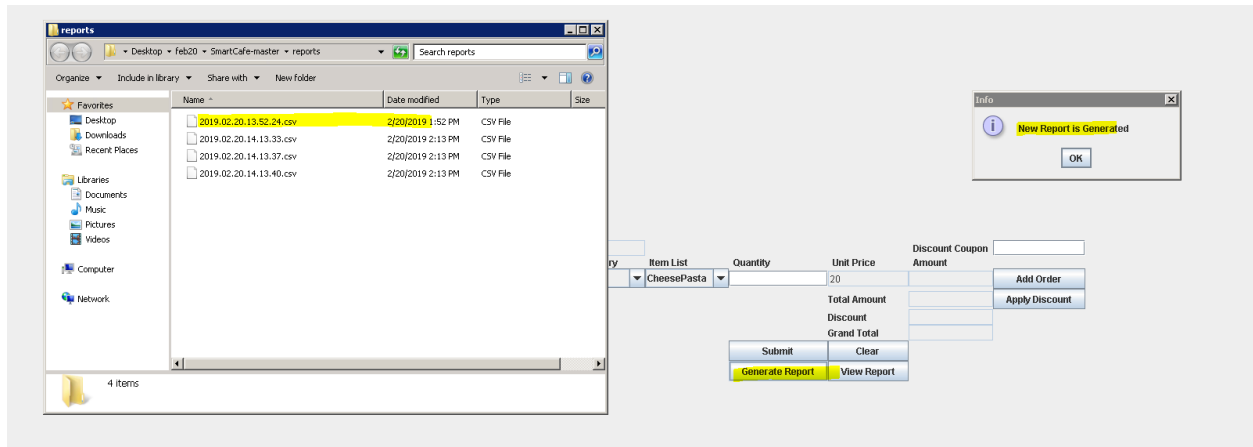 reports
Desktop feb20 SmartCafe-master reports
Search reports
Organize Include in library Share with New folder
Name Date modified Type Size
Favorites
Desktop
Downloads
Recent Places
Libraries
Documents
Music
Pictures
Videos
Computer
Network
2019.02.20.13.52.24.csv 2/20/2019 1:52 PM CSV File
2019.02.20.14.13.33.csv 2/20/2019 2:13 PM CSV File
2019.02.20.14.13.37.csv 2/20/2019 2:13 PM CSV File
2019.02.20.14.13.40.csv 2/20/2019 2:13 PM CSV File
4 items
Info
New Report is Generated
OK
Discount Coupon
ry Item List Quantity Unit Price Amount
CheesePasta 20 Add Order
Total Amount Apply Discount
Discount
Grand Total
Submit Clear
Generate Report View Report